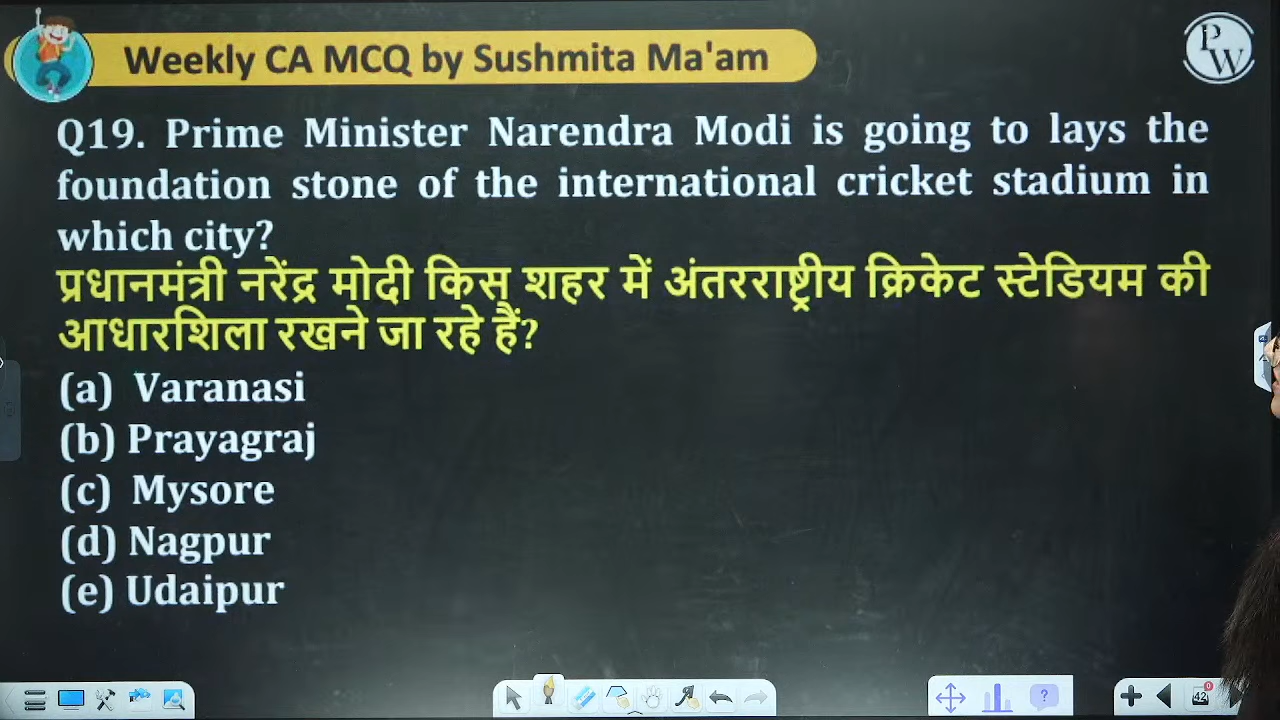 Weekly CA MCQ by Sushmita Ma'am
PW
Q19. Prime Minister Narendra Modi is going to lays the
foundation stone of the international cricket stadium in
which city?
प्रधानमंत्री नरेंद्र मोदी किस शहर में अंतरराष्ट्रीय क्रिकेट स्टेडियम की
आधारशिला रखने जा रहे हैं?
(a) Varanasi
(b) Prayagraj
(c) Mysore
(d) Nagpur
(e) Udaipur
42